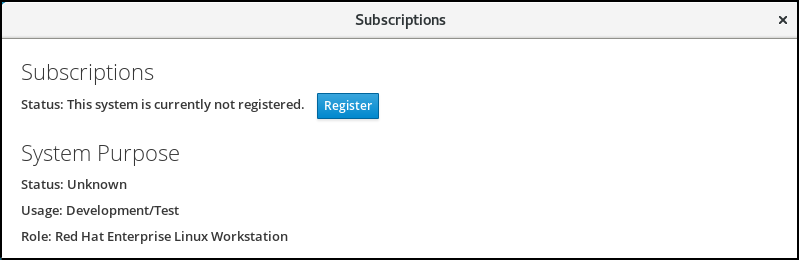 Subscriptions
Subscriptions
Status: This system is currently not registered. Register
System Purpose
Status: Unknown
Usage: Development/Test
Role: Red Hat Enterprise Linux Workstation